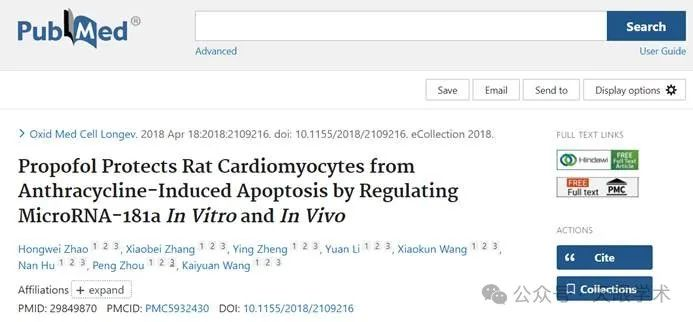 PubMed®
Search
Advanced
User Guide
Save
Email
Send to
Display options
> Oxid Med Cell Longev. 2018 Apr 18:2018:2109216. doi: 10.1155/2018/2109216. eCollection 2018.
FULL TEXT LINKS
Propofol Protects Rat Cardiomyocytes from
Anthracycline-Induced Apoptosis by Regulating
MicroRNA-181a In Vitro and In Vivo
Hindawi FREE Full-Text Article
FREE Full text PMC
Hongwei Zhao 1 2 3, Xiaobei Zhang 1 2 3, Ying Zheng 1 2 3, Yuan Li 1 2 3, Xiaokun Wang 1 2 3,
Nan Hu 1 2 3, Peng Zhou 1 2 3, Kaiyuan Wang 1 2 3
ACTIONS
Cite
Collections
Affiliations + expand
PMID: 29849870 PMCID: PMC5932430 DOI: 10.1155/2018/2109216
公众号
学术